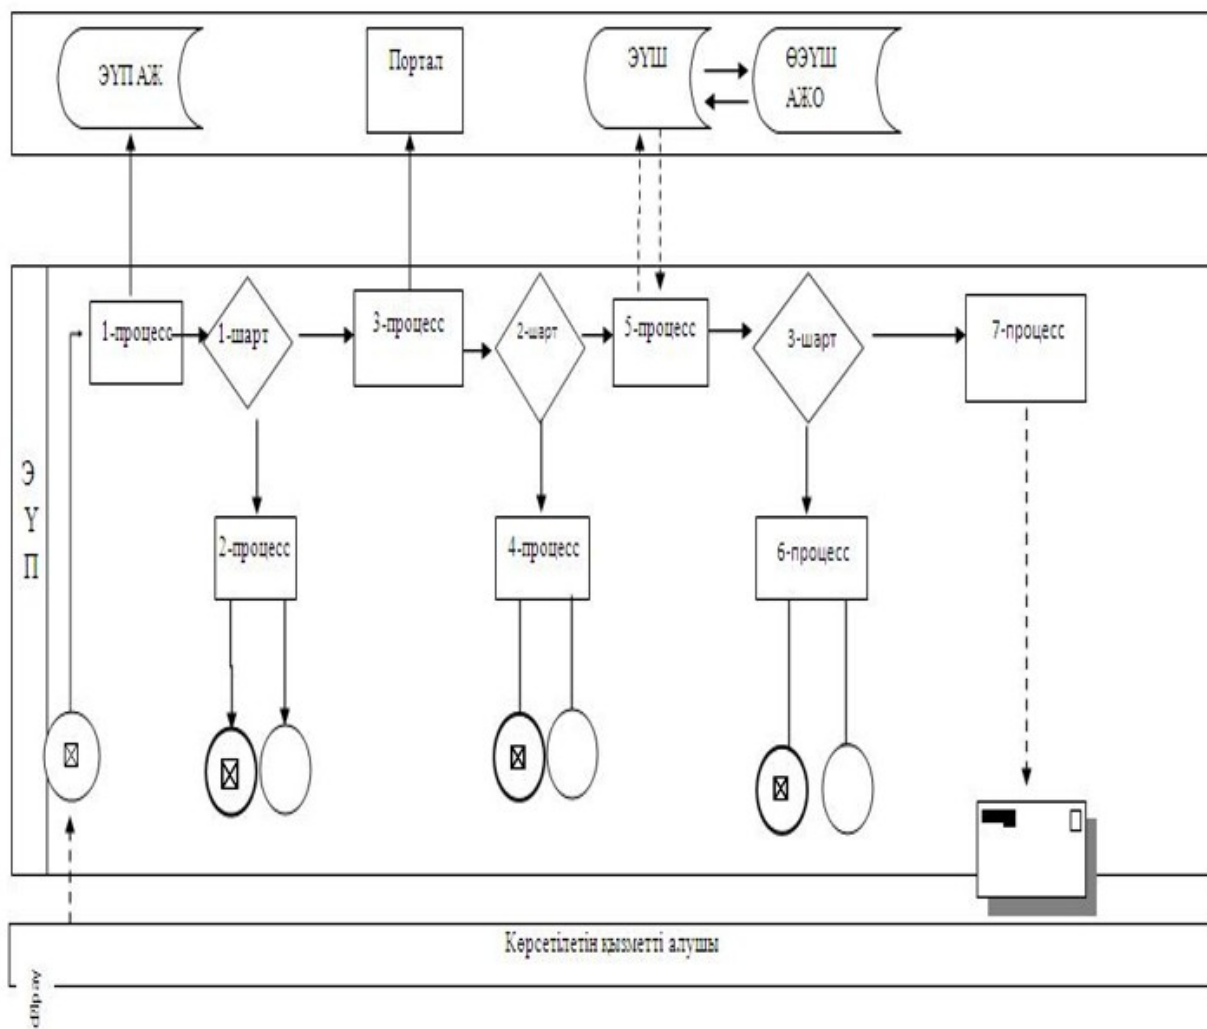 ЭҮП АЖ
Портал
ЭҮШ
ӨЭҮШ
АЖО
1-процесс
1-шарт
3-процесс
2-шарт
5-процесс
3-шарт
7-процесс
Э
Ү
П
2-процесс
4-процесс
6-процесс
Көрсетілетін қызметті алушы